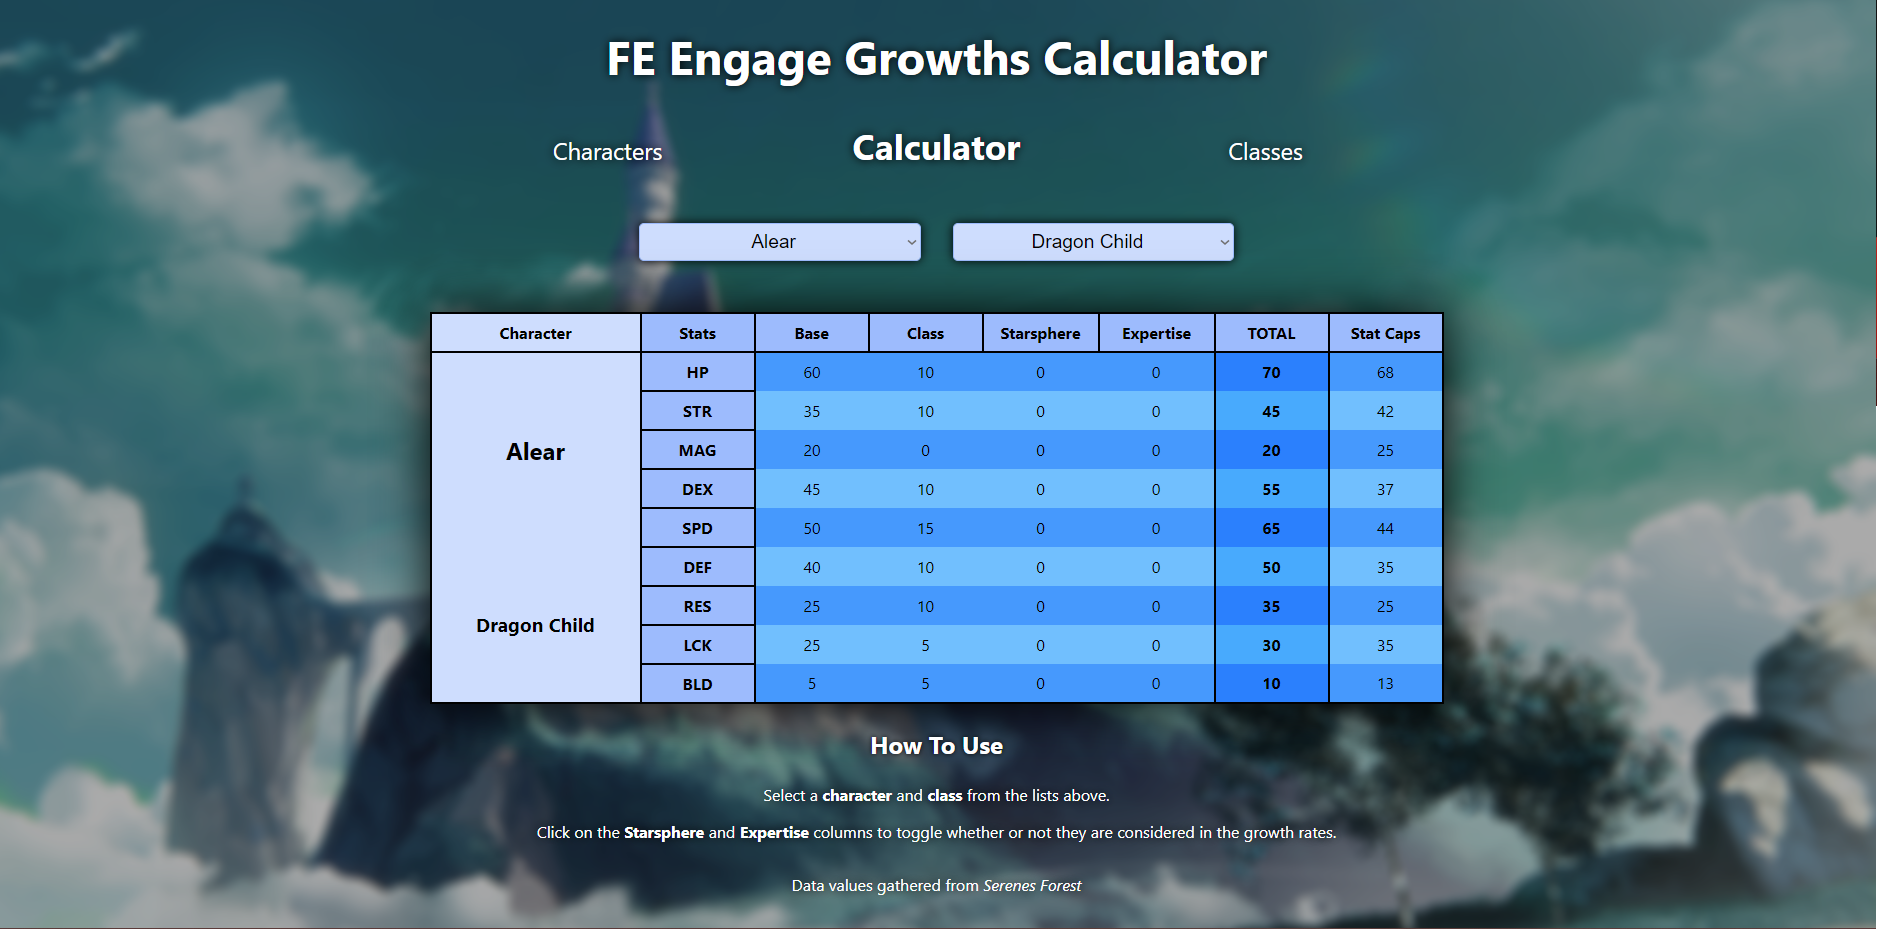 FE Engage Growths Calculator
Characters Calculator Classes
Alear Dragon Child
Character Stats Base Class Starsphere Expertise TOTAL Stat Caps
HP 60 10 0 0 70 68
STR 35 10 0 0 45 42
Alear MAG 20 0 0 0 20 25
DEX 45 10 0 0 55 37
SPD 50 15 0 0 65 44
DEF 40 10 0 0 50 35
RES 25 10 0 0 35 25
Dragon Child LCK 25 5 0 0 30 35
BLD 5 5 0 0 10 13
How To Use
Select a character and class from the lists above.
Click on the Starsphere and Expertise columns to toggle whether or not they are considered in the growth rates.
Data values gathered from Serenes Forest